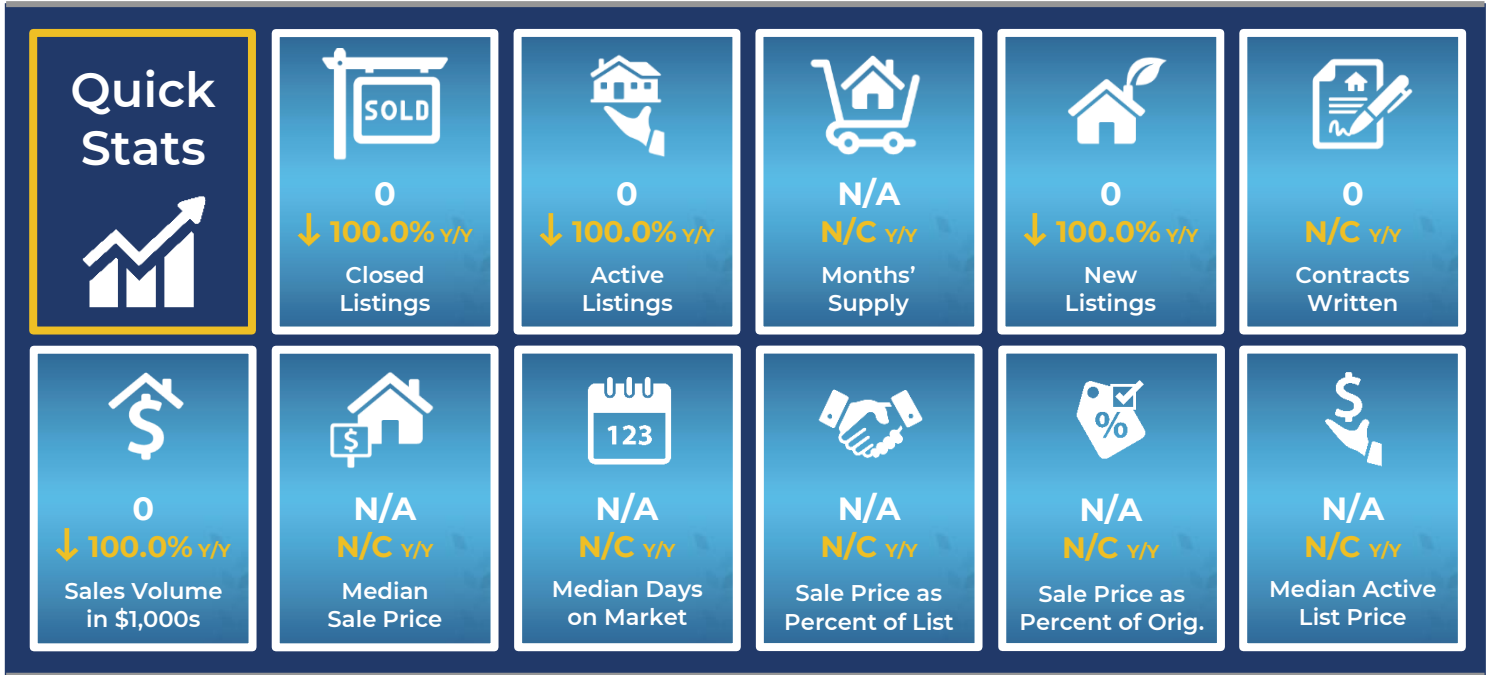 Quick
Stats
SOLD
0
↓ 100.0% Y/Y
Closed
Listings
0
↓ 100.0% Y/Y
Active
Listings
N/A
N/C Y/Y
Months’
Supply
0
↓ 100.0% Y/Y
New
Listings
0
N/C Y/Y
Contracts
Written
$
0
↓ 100.0% Y/Y
Sales Volume
in $1,000s
$
N/A
N/C Y/Y
Median
Sale Price
123
N/A
N/C Y/Y
Median Days
on Market
N/A
N/C Y/Y
Sale Price as
Percent of List
%
N/A
N/C Y/Y
Sale Price as
Percent of Orig.
$
N/A
N/C Y/Y
Median Active
List Price